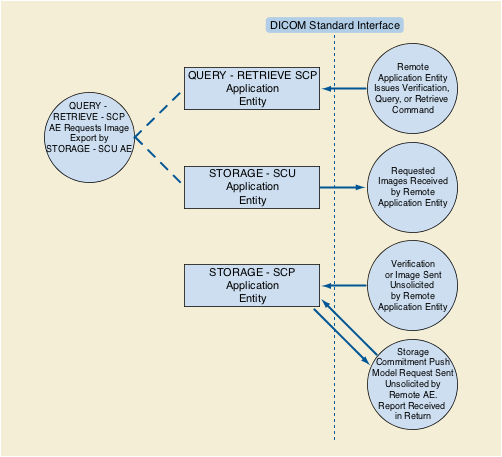 DICOM Standard Interface
QUERY - RETRIEVE SCP
Application
Entity
Remote
Application Entity
Issues Verification,
Query, or Retrieve
Command
QUERY -
RETRIEVE - SCP
AE Requests Image
Export by
STORAGE - SCU AE
STORAGE - SCU
Application
Entity
Requested
Images Received
by Remote
Application Entity
STORAGE - SCP
Application
Entity
Verification
or Image Sent
Unsolicited
by Remote
Application Entity
Storage
Commitment Push
Model Request Sent
Unsolicited by
Remote AE.
Report Received
in Return